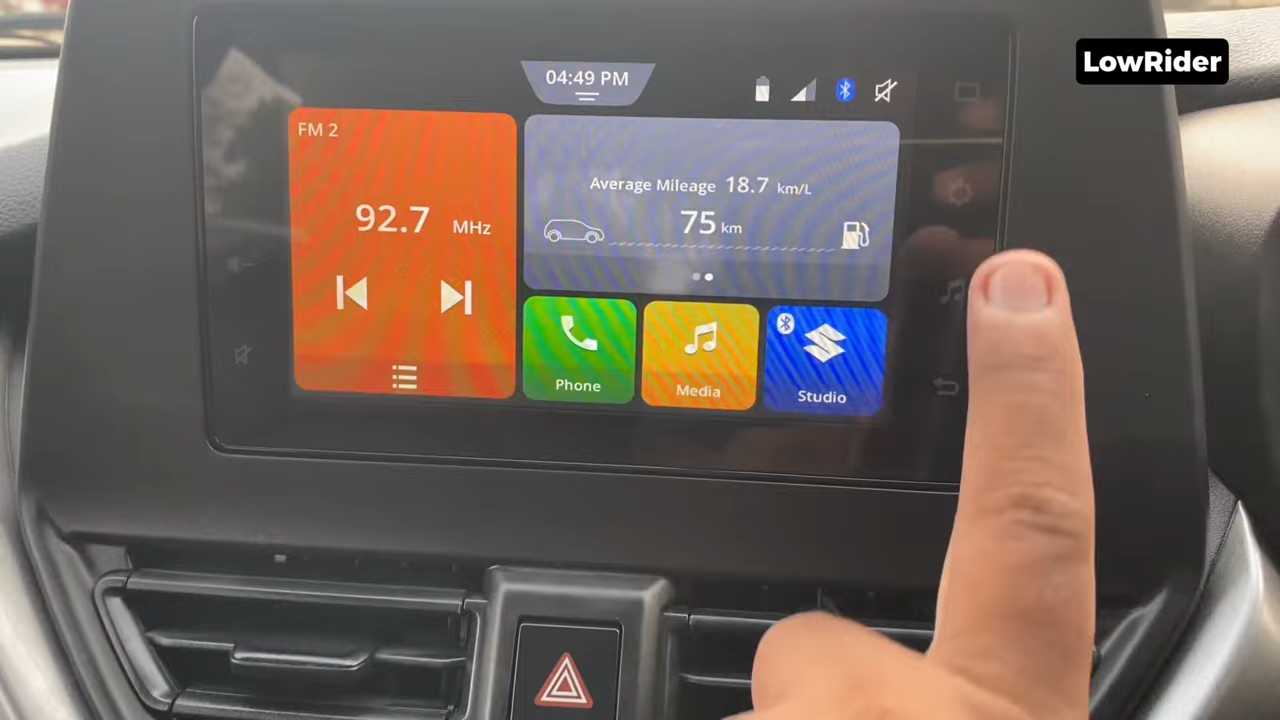 LowRider
04:49 PM
FM 2
92.7 MHz
Average Mileage 18.7 km/L
75 km
Phone
Media
Studio